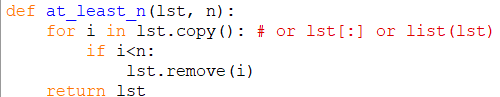 def at_least_n(lst, n):
    for i in lst.copy(): # or lst[:] or list(lst)
        if i<n:
            lst.remove(i)
    return lst